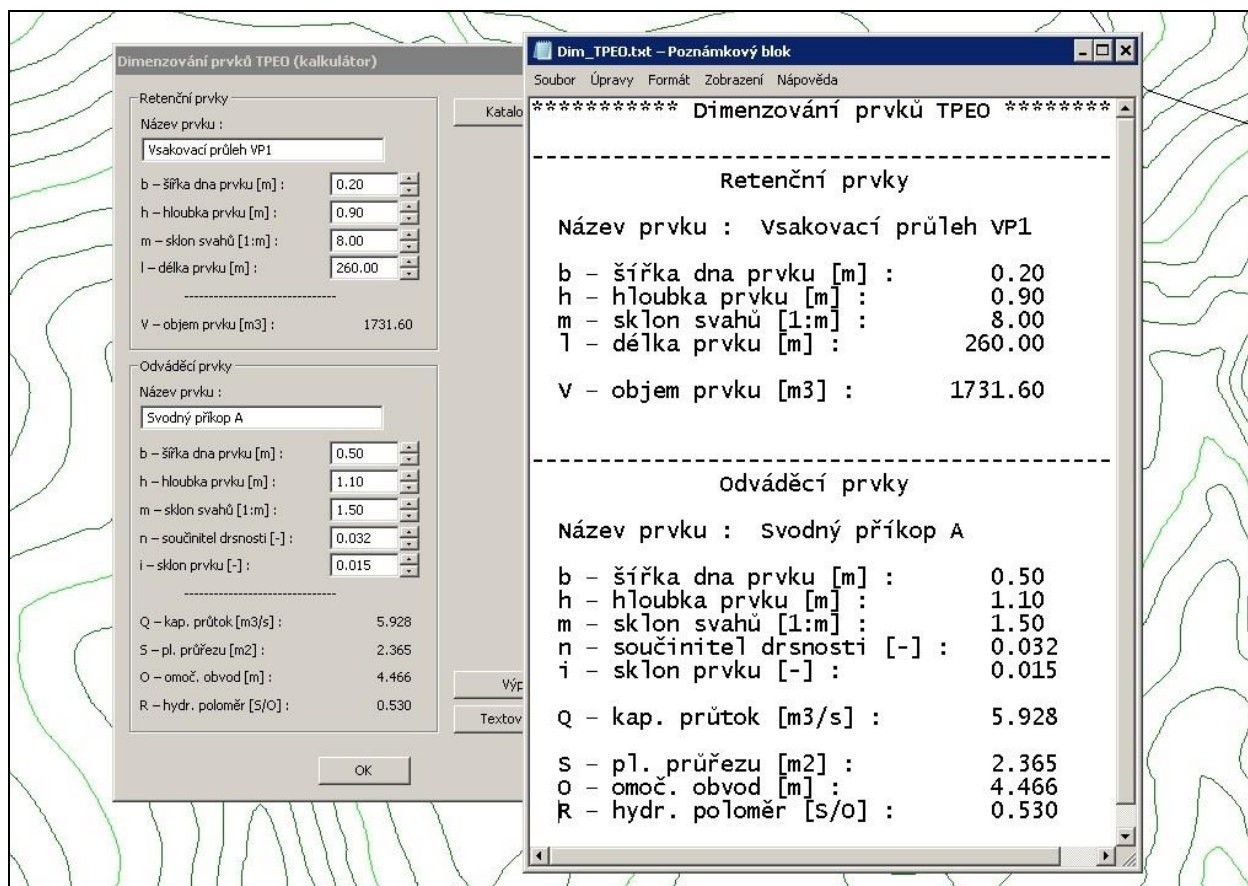 Dimenzování prvků TPEO (kalkulátor)
Retenční prvky
Název prvku :
Vsakovací průleh VP1
b – šířka dna prvku [m] : 0.20
h – hloubka prvku [m] : 0.90
m – sklon svahů [1:m] : 8.00
l – délka prvku [m] : 260.00
-------------------------------
V – objem prvku [m3] : 1731.60
Odváděcí prvky
Název prvku :
Svodný příkop A
b – šířka dna prvku [m] : 0.50
h – hloubka prvku [m] : 1.10
m – sklon svahů [1:m] : 1.50
n – součinitel drsnosti [-] : 0.032
i – sklon prvku [-] : 0.015
-------------------------------
Q – kap. průtok [m3/s] : 5.928
S – pl. průřezu [m2] : 2.365
O – omoč. obvod [m] : 4.466
R – hydr. poloměr [S/O] : 0.530
OK
Katalo
Výp
Textov
Dim_TPEO.txt – Poznámkový blok
Soubor Úpravy Formát Zobrazení Nápověda
*********** Dimenzování prvků TPEO ********
-------------------------------------------
Retenční prvky
Název prvku : Vsakovací průleh VP1
b – šířka dna prvku [m] : 0.20
h – hloubka prvku [m] : 0.90
m – sklon svahů [1:m] : 8.00
l – délka prvku [m] : 260.00
V – objem prvku [m3] : 1731.60
-------------------------------------------
Odváděcí prvky
Název prvku : Svodný příkop A
b – šířka dna prvku [m] : 0.50
h – hloubka prvku [m] : 1.10
m – sklon svahů [1:m] : 1.50
n – součinitel drsnosti [-] : 0.032
i – sklon prvku [-] : 0.015
Q – kap. průtok [m3/s] : 5.928
S – pl. průřezu [m2] : 2.365
O – omoč. obvod [m] : 4.466
R – hydr. poloměr [S/O] : 0.530